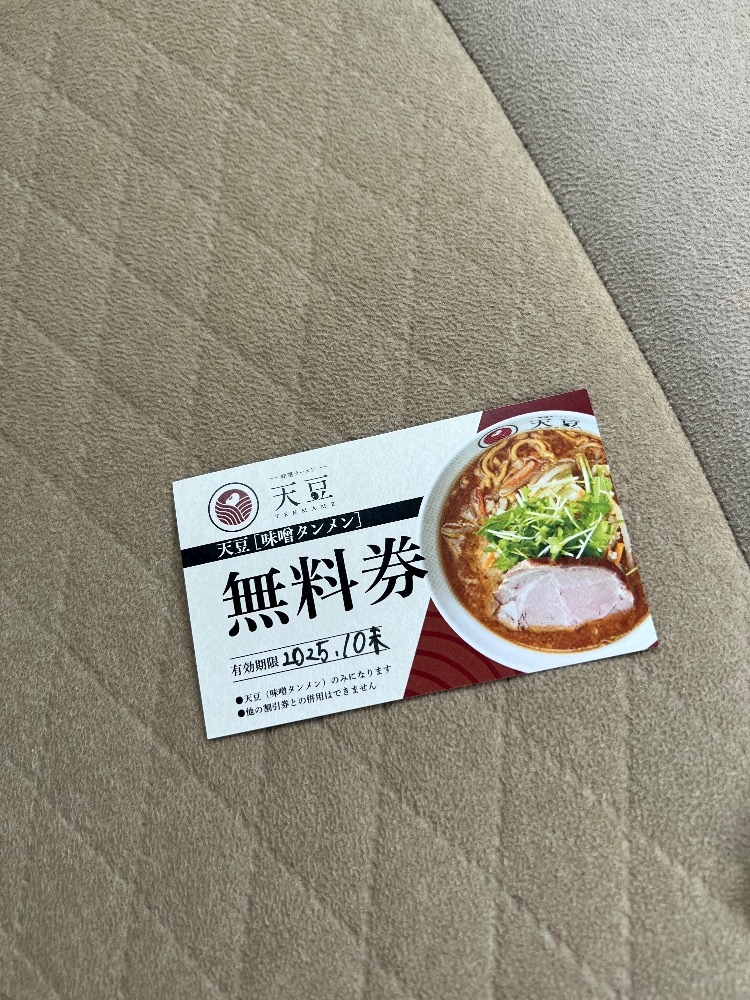 味噌ラーメン
天豆
TENMAME
天豆[味噌タンメン]
無料券
有効期限 2025.10末
●天豆(味噌タンメン)のみになります
●他の割引券との併用はできません
天豆